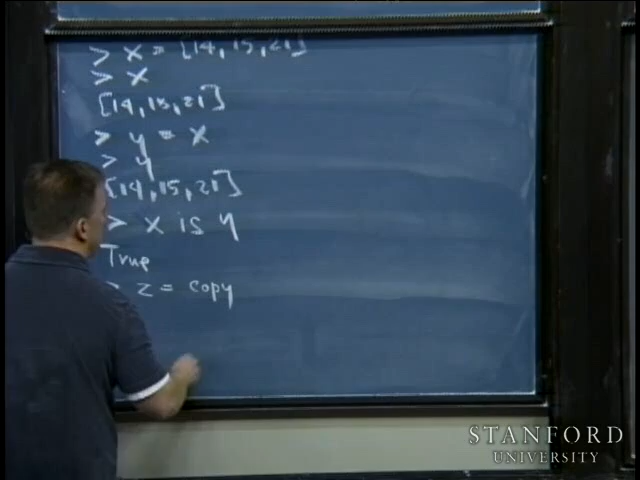 > x = [14, 15, 21]
> x
[14, 15, 21]
> y = x
> y
[14, 15, 21]
> x is y
True
> z = copy
STANFORD
UNIVERSITY